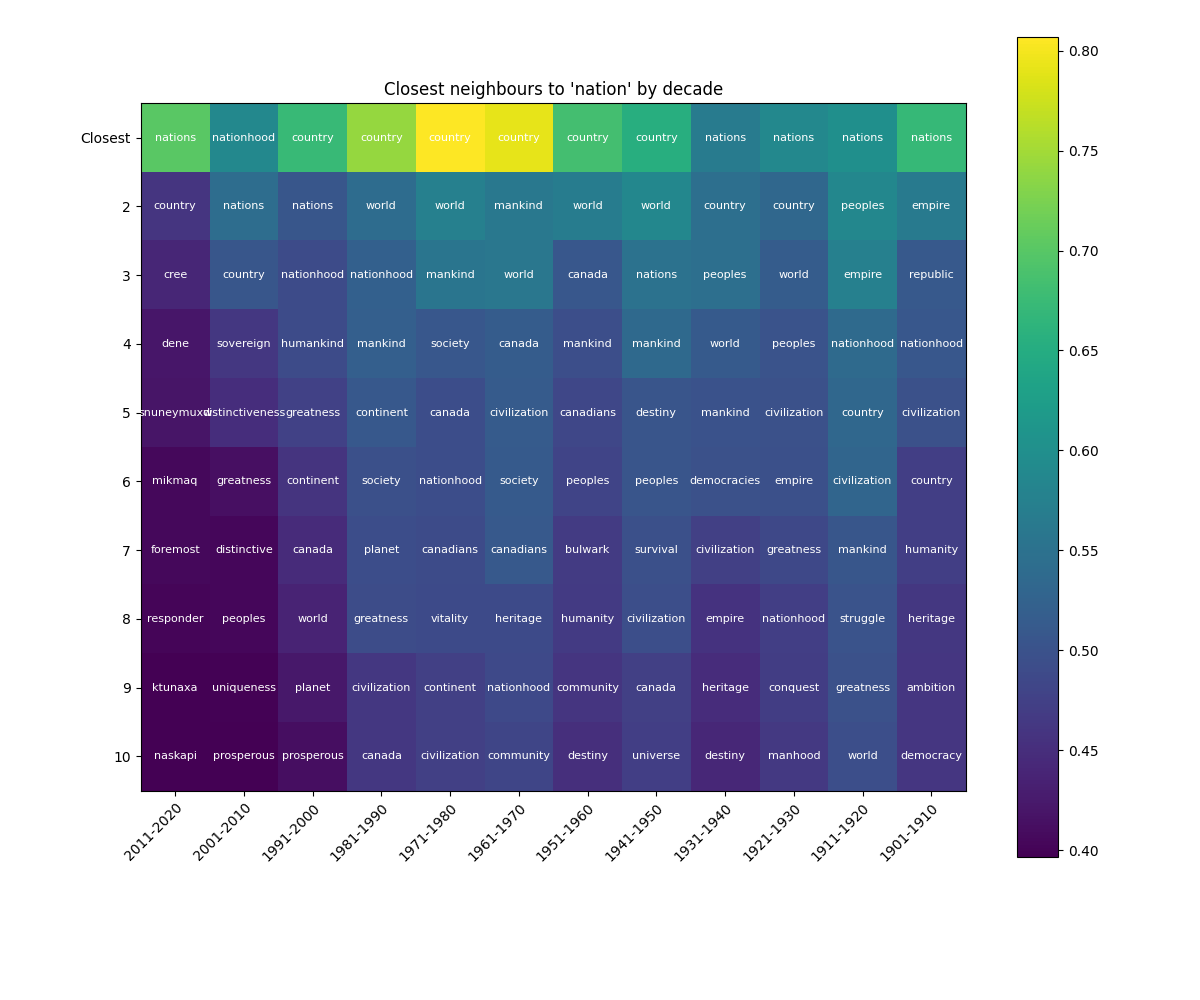 Closest neighbours to 'nation' by decade
Closest nations nationhood country country country country country country nations nations nations nations
2 country nations nations world world mankind world world country country peoples empire
3 cree country nationhood nationhood mankind world canada nations peoples world empire republic
4 dene sovereign humankind mankind society canada mankind mankind world peoples nationhood nationhood
5 distinctiveness greatness continent canada civilization canadians destiny mankind civilization country civilization
6 mikmaq greatness continent society nationhood society peoples peoples democracies empire civilization country
7 foremost distinctive canada planet canadians canadians bulwark survival civilization greatness mankind humanity
8 responder peoples world greatness vitality heritage humanity civilization empire nationhood struggle heritage
9 ktunaxa uniqueness planet civilization continent nationhood community canada heritage conquest greatness ambition
10 naskapi prosperous prosperous canada civilization community destiny universe destiny manhood world democracy
2011-2020 2001-2010 1991-2000 1981-1990 1971-1980 1961-1970 1951-1960 1941-1950 1931-1940 1921-1930 1911-1920 1901-1910
0.80
0.75
0.70
0.65
0.60
0.55
0.50
0.45
0.40